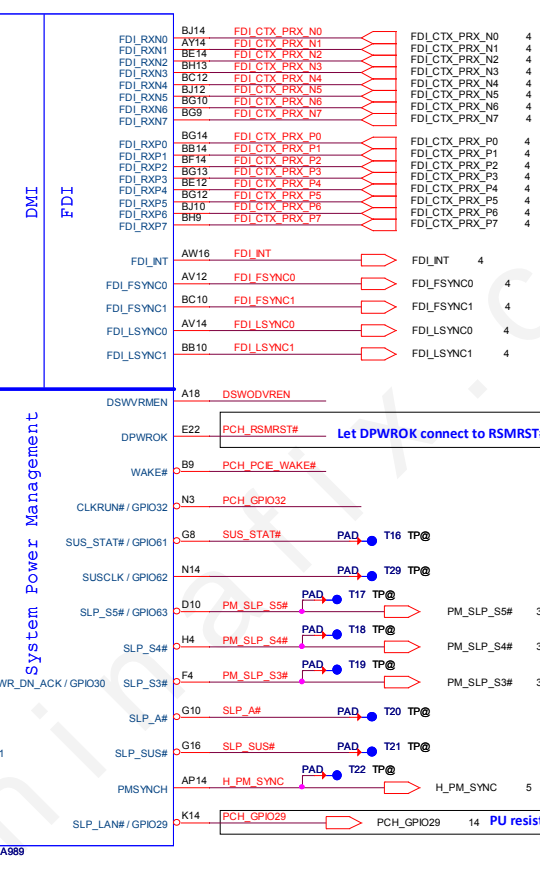 FDI_RXN0 BJ14 FDI_CTX_PRX_N0 FDI_CTX_PRX_N0 4
FDI_RXN1 AY14 FDI_CTX_PRX_N1 FDI_CTX_PRX_N1 4
FDI_RXN2 BE14 FDI_CTX_PRX_N2 FDI_CTX_PRX_N2 4
FDI_RXN3 BH13 FDI_CTX_PRX_N3 FDI_CTX_PRX_N3 4
FDI_RXN4 BC12 FDI_CTX_PRX_N4 FDI_CTX_PRX_N4 4
FDI_RXN5 BJ12 FDI_CTX_PRX_N5 FDI_CTX_PRX_N5 4
FDI_RXN6 BG10 FDI_CTX_PRX_N6 FDI_CTX_PRX_N6 4
FDI_RXN7 BG9 FDI_CTX_PRX_N7 FDI_CTX_PRX_N7 4
FDI_RXP0 BG14 FDI_CTX_PRX_P0 FDI_CTX_PRX_P0 4
FDI_RXP1 BB14 FDI_CTX_PRX_P1 FDI_CTX_PRX_P1 4
FDI_RXP2 BF14 FDI_CTX_PRX_P2 FDI_CTX_PRX_P2 4
FDI_RXP3 BG13 FDI_CTX_PRX_P3 FDI_CTX_PRX_P3 4
FDI_RXP4 BE12 FDI_CTX_PRX_P4 FDI_CTX_PRX_P4 4
FDI_RXP5 BG12 FDI_CTX_PRX_P5 FDI_CTX_PRX_P5 4
FDI_RXP6 BJ10 FDI_CTX_PRX_P6 FDI_CTX_PRX_P6 4
FDI_RXP7 BH9 FDI_CTX_PRX_P7 FDI_CTX_PRX_P7 4
DMI
FDI
FDI_INT AW16 FDI_INT FDI_INT 4
FDI_FSYNC0 AV12 FDI_FSYNC0 FDI_FSYNC0 4
FDI_FSYNC1 BC10 FDI_FSYNC1 FDI_FSYNC1 4
FDI_LSYNC0 AV14 FDI_LSYNC0 FDI_LSYNC0 4
FDI_LSYNC1 BB10 FDI_LSYNC1 FDI_LSYNC1 4
System Power Management
DSWVRMEN A18 DSWODVREN
DPWROK E22 PCH_RSMRST# Let DPWROK connect to RSMRST#
WAKE# B9 PCH_PCIE_WAKE#
CLKRUN# / GPIO32 N3 PCH_GPIO32
SUS_STAT# / GPIO61 G8 SUS_STAT# PAD T16 TP@
SUSCLK / GPIO62 N14 PAD T29 TP@
SLP_S5# / GPIO63 D10 PM_SLP_S5# PAD T17 TP@ PM_SLP_S5# 3
SLP_S4# H4 PM_SLP_S4# PAD T18 TP@ PM_SLP_S4# 3
WR_DN_ACK / GPIO30 SLP_S3# F4 PM_SLP_S3# PAD T19 TP@ PM_SLP_S3# 3
SLP_A# G10 SLP_A# PAD T20 TP@
1 SLP_SUS# G16 SLP_SUS# PAD T21 TP@
PMSYNCH AP14 H_PM_SYNC PAD T22 TP@ H_PM_SYNC 5
SLP_LAN# / GPIO29 K14 PCH_GPIO29 PCH_GPIO29 14 PU resist
A989